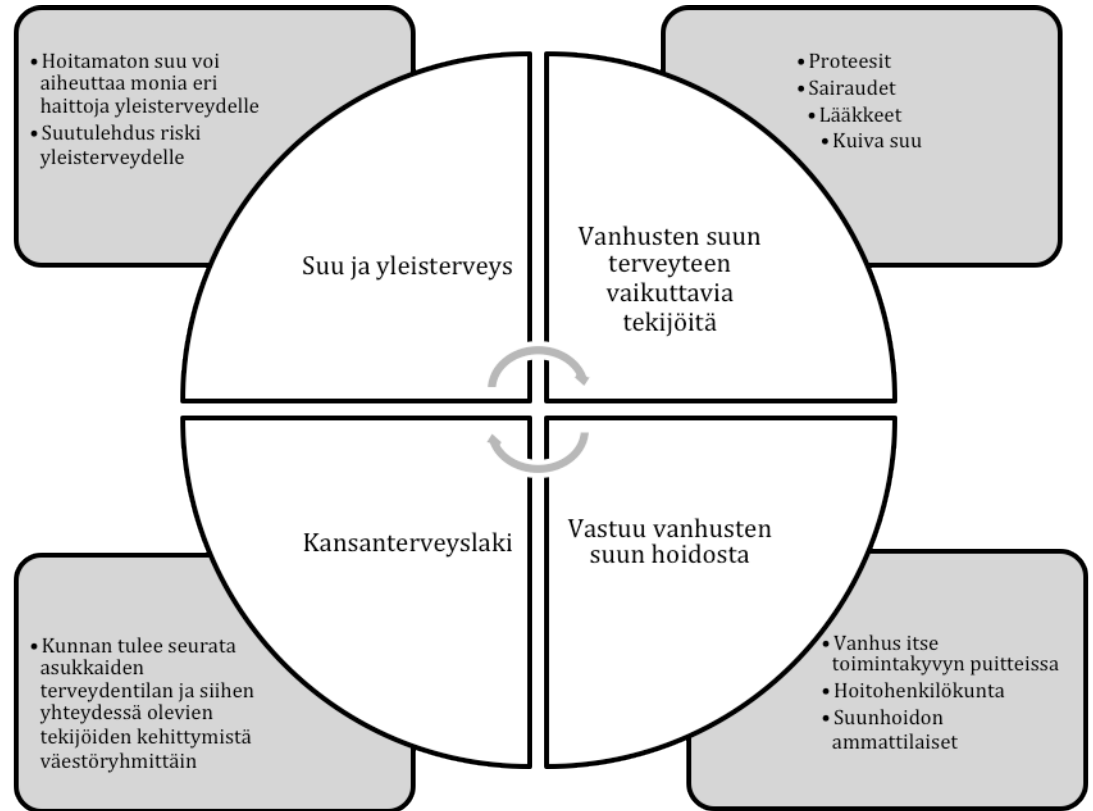 • Hoitamaton suu voi
aiheuttaa monia eri
haittoja yleisterveydelle
• Suutulehdus riski
yleisterveydelle
• Proteesit
• Sairaudet
• Lääkkeet
• Kuiva suu
Suu ja yleisterveys
Vanhusten suun
terveyteen
vaikuttavia
tekijöitä
Kansanterveyslaki
Vastuu vanhusten
suun hoidosta
• Kunnan tulee seurata
asukkaiden
terveydentilan ja siihen
yhteydessä olevien
tekijöiden kehittymistä
väestöryhmittäin
• Vanhus itse
toimintakyvyn puitteissa
• Hoitohenkilökunta
• Suunhoidon
ammattilaiset